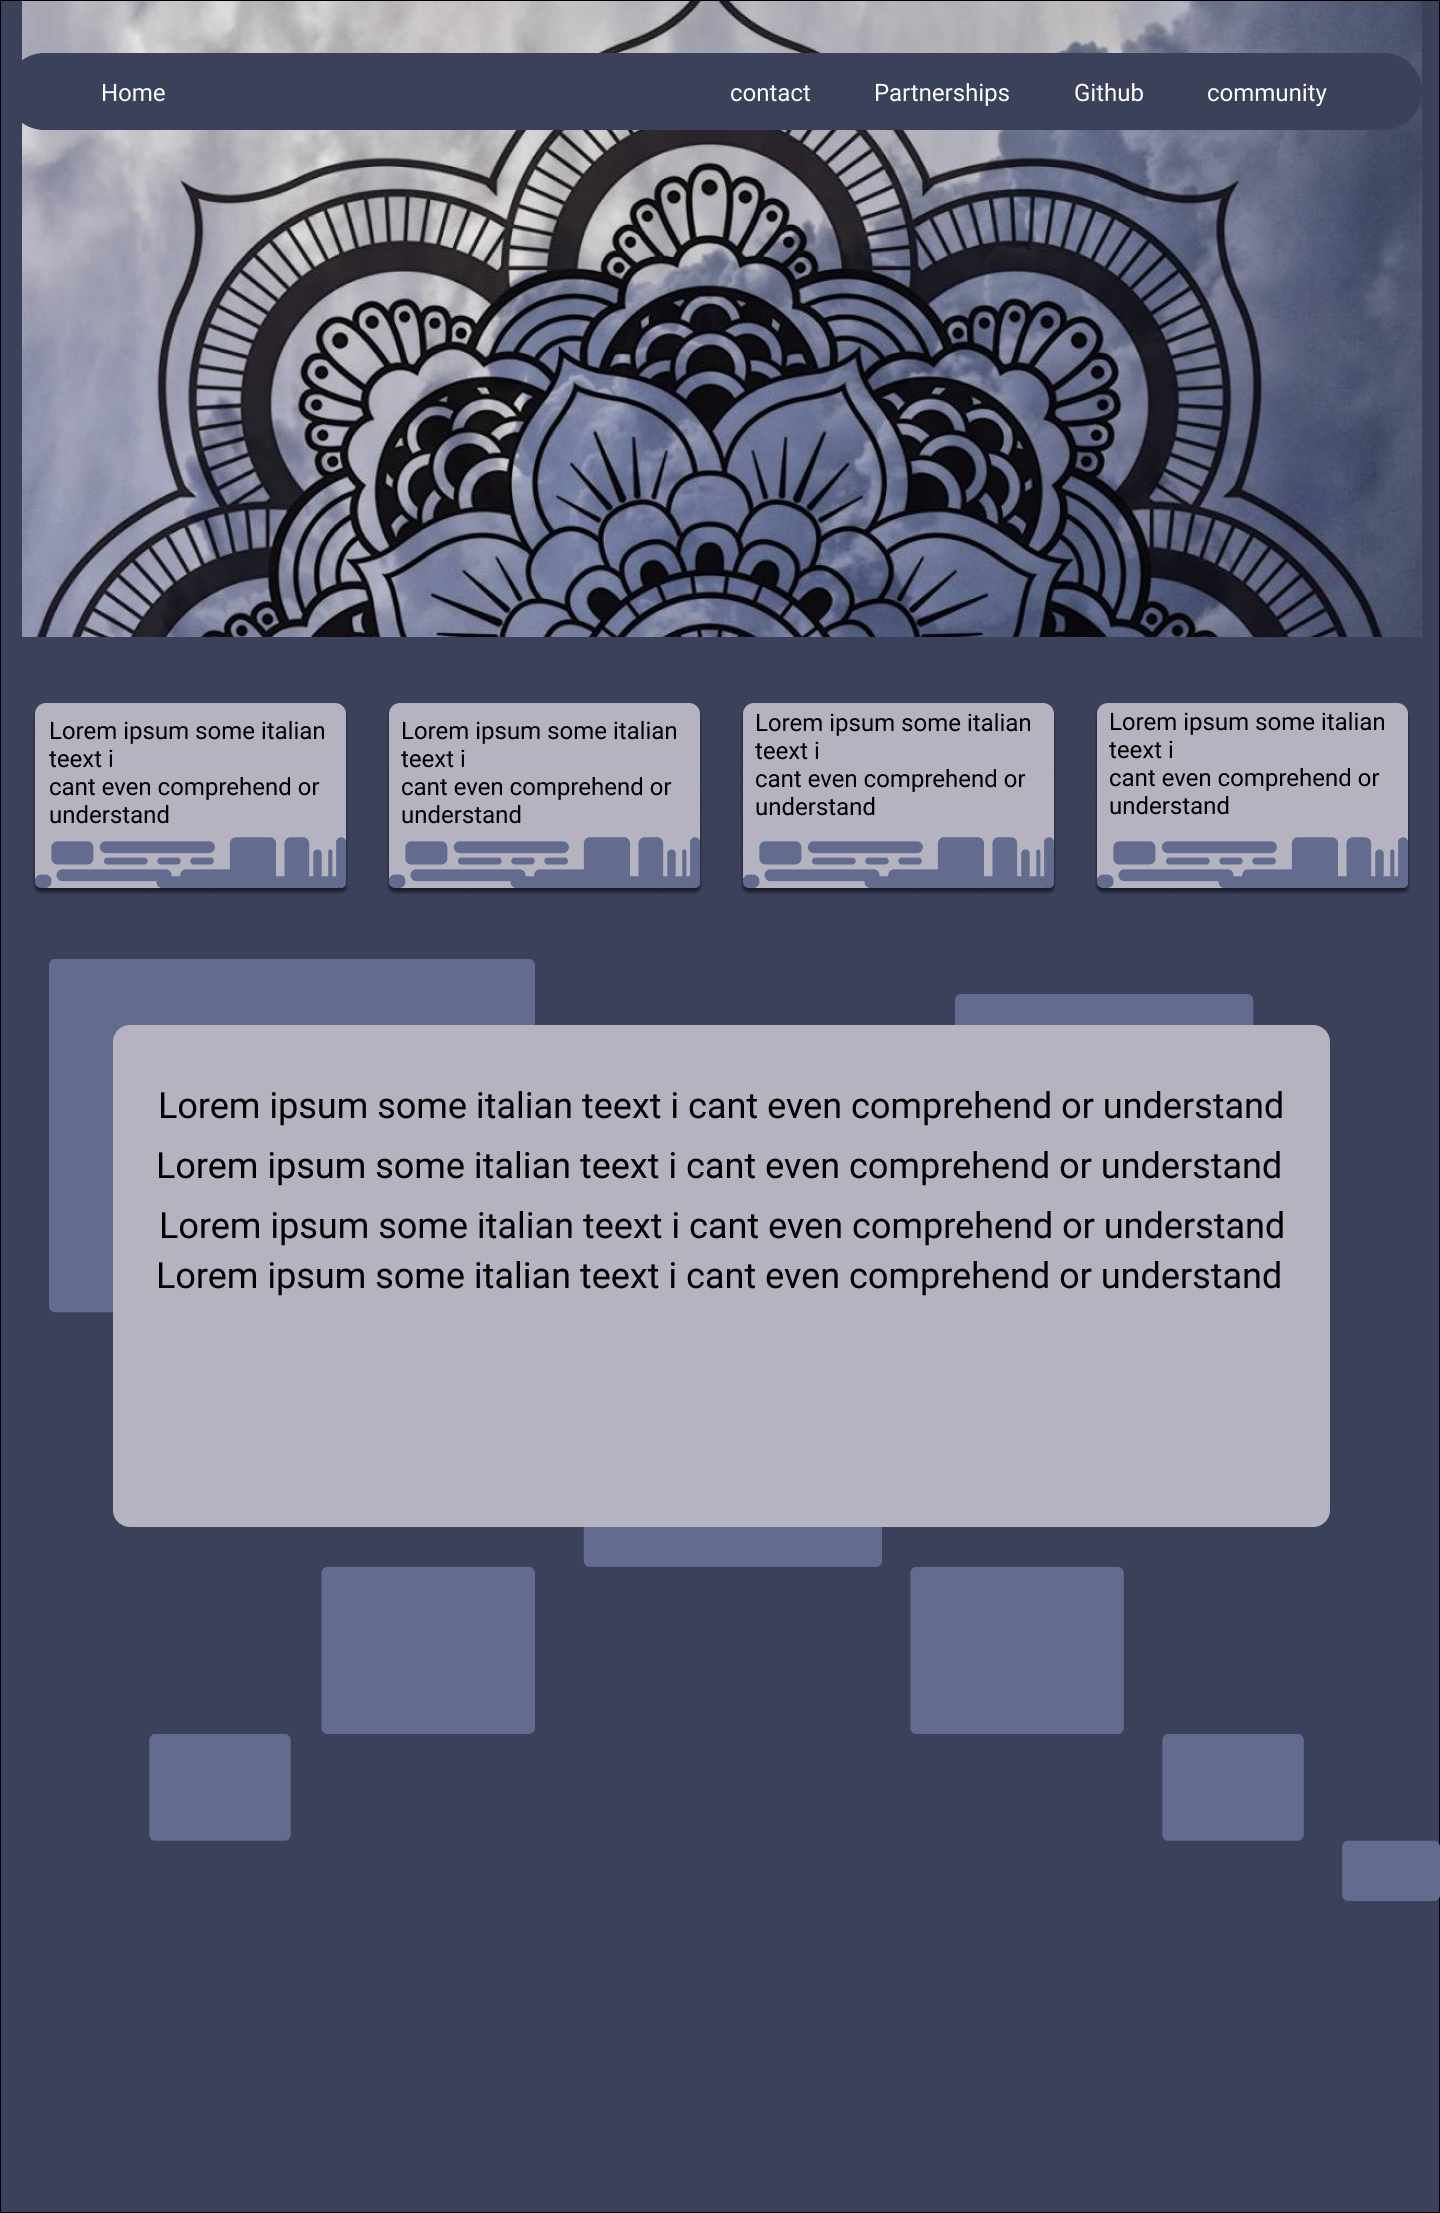 Home
contact
Partnerships
Github
community
Lorem ipsum some italian
teext i
cant even comprehend or
understand
Lorem ipsum some italian
teext i
cant even comprehend or
understand
Lorem ipsum some italian
teext i
cant even comprehend or
understand
Lorem ipsum some italian
teext i
cant even comprehend or
understand
Lorem ipsum some italian teext i cant even comprehend or understand
Lorem ipsum some italian teext i cant even comprehend or understand
Lorem ipsum some italian teext i cant even comprehend or understand
Lorem ipsum some italian teext i cant even comprehend or understand